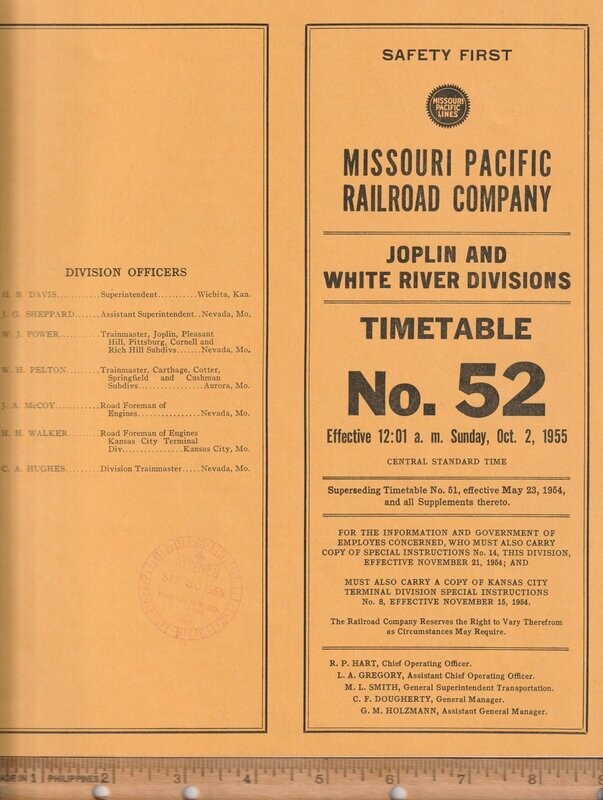 DIVISION OFFICERS
H. B. DAVIS..........Superintendent...........Wichita, Kan.
J. G. SHEPPARD.......Assistant Superintendent..Nevada, Mo.
W. J. POWER..........Trainmaster, Joplin, Pleasant
Hill, Pittsburg, Cornell and
Rich Hill Subdivs.......Nevada, Mo.
W. H. PELTON.........Trainmaster, Carthage, Cotter,
Springfield and Cushman
Subdivs.................Aurora, Mo.
J. A. McCOY..........Road Foreman of
Engines.................Nevada, Mo.
H. H. WALKER.........Road Foreman of Engines
Kansas City Terminal
Div................Kansas City, Mo.
C. A. HUGHES.........Division Trainmaster....Nevada, Mo.
SAFETY FIRST
MISSOURI
PACIFIC
LINES
MISSOURI PACIFIC
RAILROAD COMPANY
JOPLIN AND
WHITE RIVER DIVISIONS
TIMETABLE
No. 52
Effective 12:01 a. m. Sunday, Oct. 2, 1955
CENTRAL STANDARD TIME
Superseding Timetable No. 51, effective May 23, 1954,
and all Supplements thereto.
FOR THE INFORMATION AND GOVERNMENT OF
EMPLOYES CONCERNED, WHO MUST ALSO CARRY
COPY OF SPECIAL INSTRUCTIONS No. 14, THIS DIVISION,
EFFECTIVE NOVEMBER 21, 1954; AND
MUST ALSO CARRY A COPY OF KANSAS CITY
TERMINAL DIVISION SPECIAL INSTRUCTIONS
No. 8, EFFECTIVE NOVEMBER 15, 1954.
The Railroad Company Reserves the Right to Vary Therefrom
as Circumstances May Require.
R. P. HART, Chief Operating Officer.
L. A. GREGORY, Assistant Chief Operating Officer.
M. L. SMITH, General Superintendent Transportation.
C. F. DOUGHERTY, General Manager.
G. M. HOLZMANN, Assistant General Manager.
1 PHILIPPINES 2 3 4 5 6 7 8